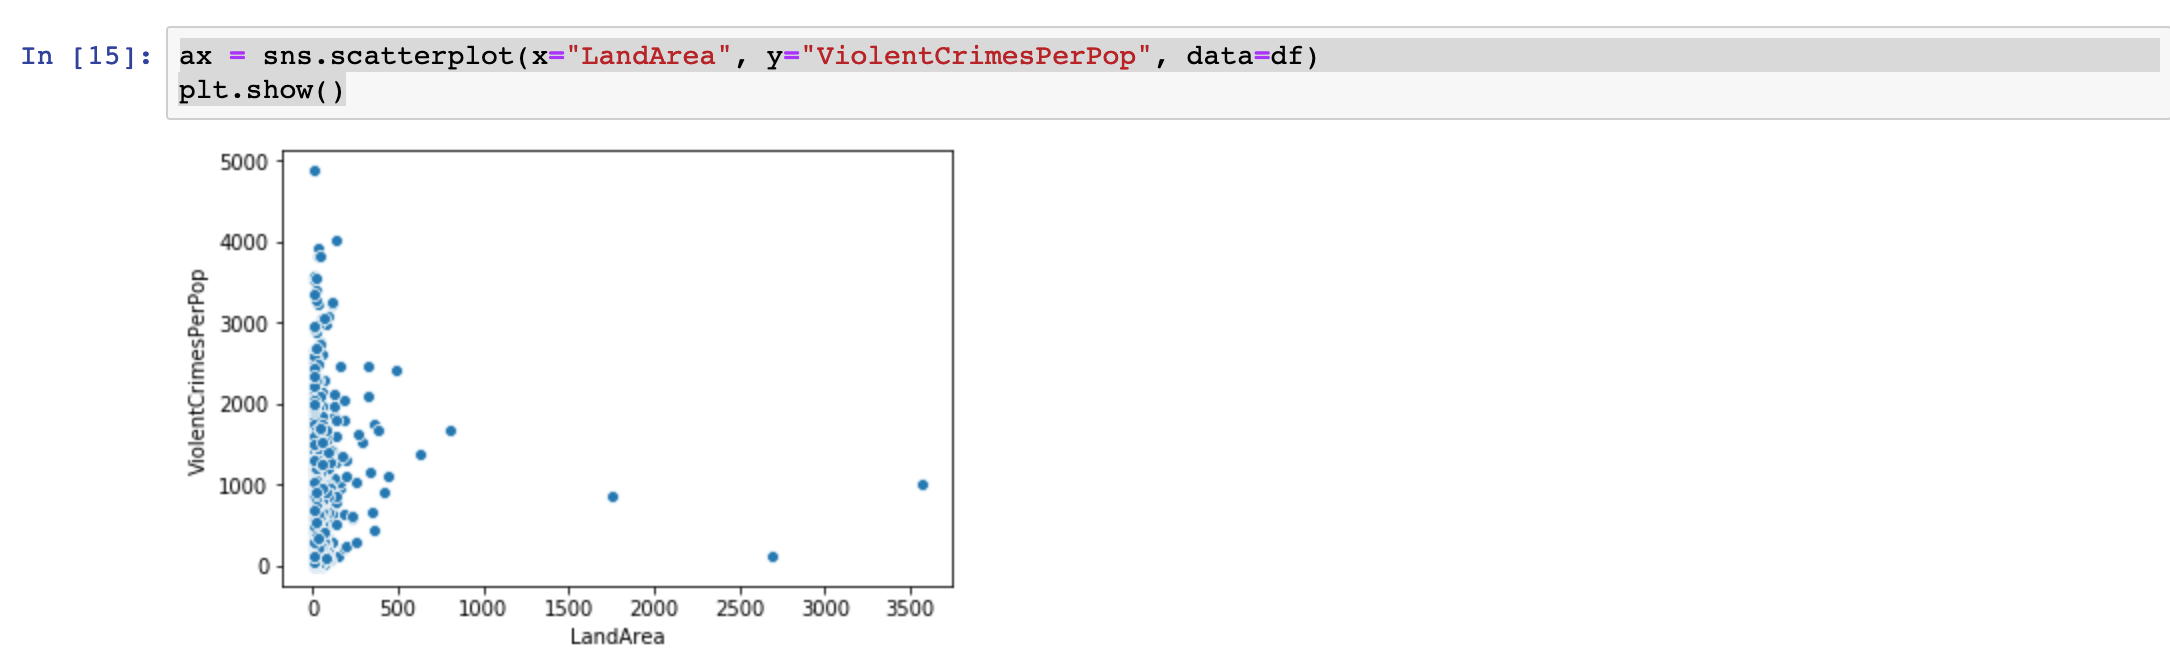 In [15]: ax = sns.scatterplot(x="LandArea", y="ViolentCrimesPerPop", data=df)
plt.show()
5000
4000
3000
2000
1000
0
ViolentCrimesPerPop
0 500 1000 1500 2000 2500 3000 3500
LandArea